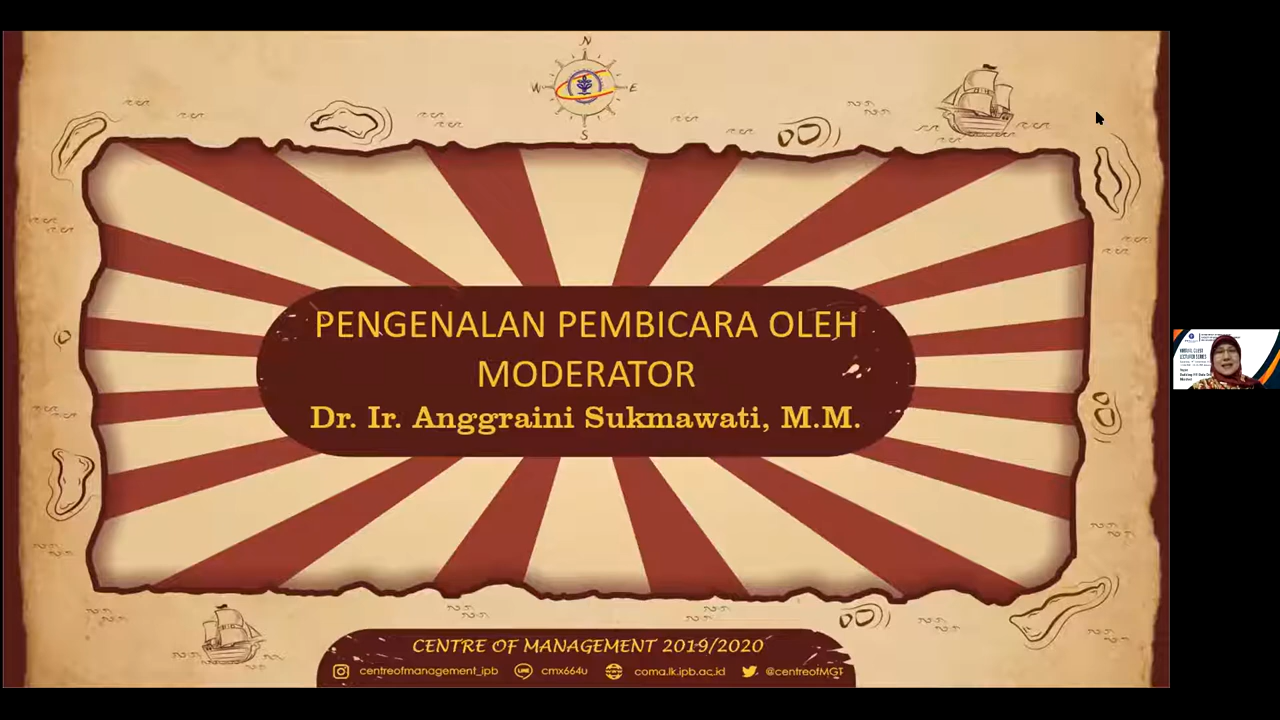 N
W E
S
PENGENALAN PEMBICARA OLEH
MODERATOR
Dr. Ir. Anggraini Sukmawati, M.M.
CENTRE OF MANAGEMENT 2019/2020
centreofmanagement_ipb cmx664u coma.lk.ipb.ac.id @centreofMGT